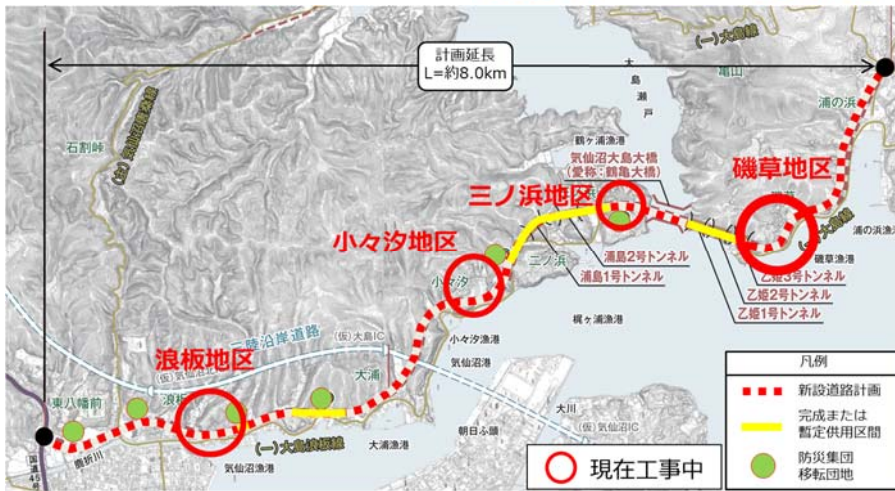 計画延長
L=約8.0km
(一)大島線
亀山
大島瀬戸
浦の浜
石割峠
鶴ヶ浦漁港
気仙沼大島大橋
(愛称:鶴亀大橋)
磯草地区
三ノ浜地区
小々汐地区
浦島2号トンネル
浦島1号トンネル
二ノ浜
小々汐
(一)大島線
浦の浜漁港
磯草漁港
乙姫3号トンネル
乙姫2号トンネル
乙姫1号トンネル
梶ヶ浦漁港
三陸沿岸道路
(仮)大島IC
小々汐漁港
気仙沼港
浪板地区
大浦
東八幡前
浪板
(一)大島浪板線
大浦漁港
朝日ふ頭
大川
(仮)気仙沼IC
鹿折川
国道45号
気仙沼漁港
現在工事中
凡例
新設道路計画
完成または
暫定供用区間
防災集団
移転団地